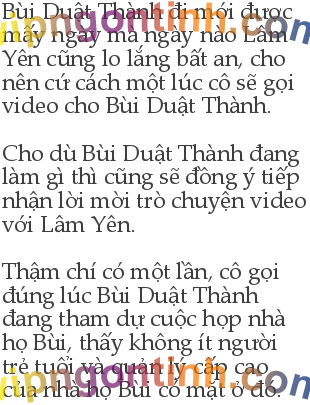 Bùi Duật Thành đi mới được
mấy ngày mà ngày nào Lâm
Yên cũng lo lắng bất an, cho
nên cứ cách một lúc cô sẽ gọi
video cho Bùi Duật Thành.

Cho dù Bùi Duật Thành đang
làm gì thì cũng sẽ đồng ý tiếp
nhận lời mời trò chuyện video
với Lâm Yên.

Thậm chí có một lần, cô gọi
đúng lúc Bùi Duật Thành
đang tham dự cuộc họp nhà
họ Bùi, thấy không ít người
trẻ tuổi và quản lý cấp cao
của nhà họ Bùi có mặt ở đó.
vipngontinh.com
vipngontinh.com